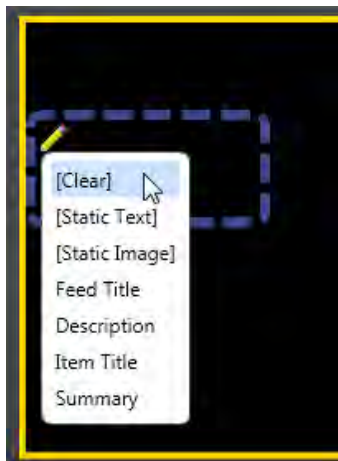 [Clear]
[Static Text]
[Static Image]
Feed Title
Description
Item Title
Summary